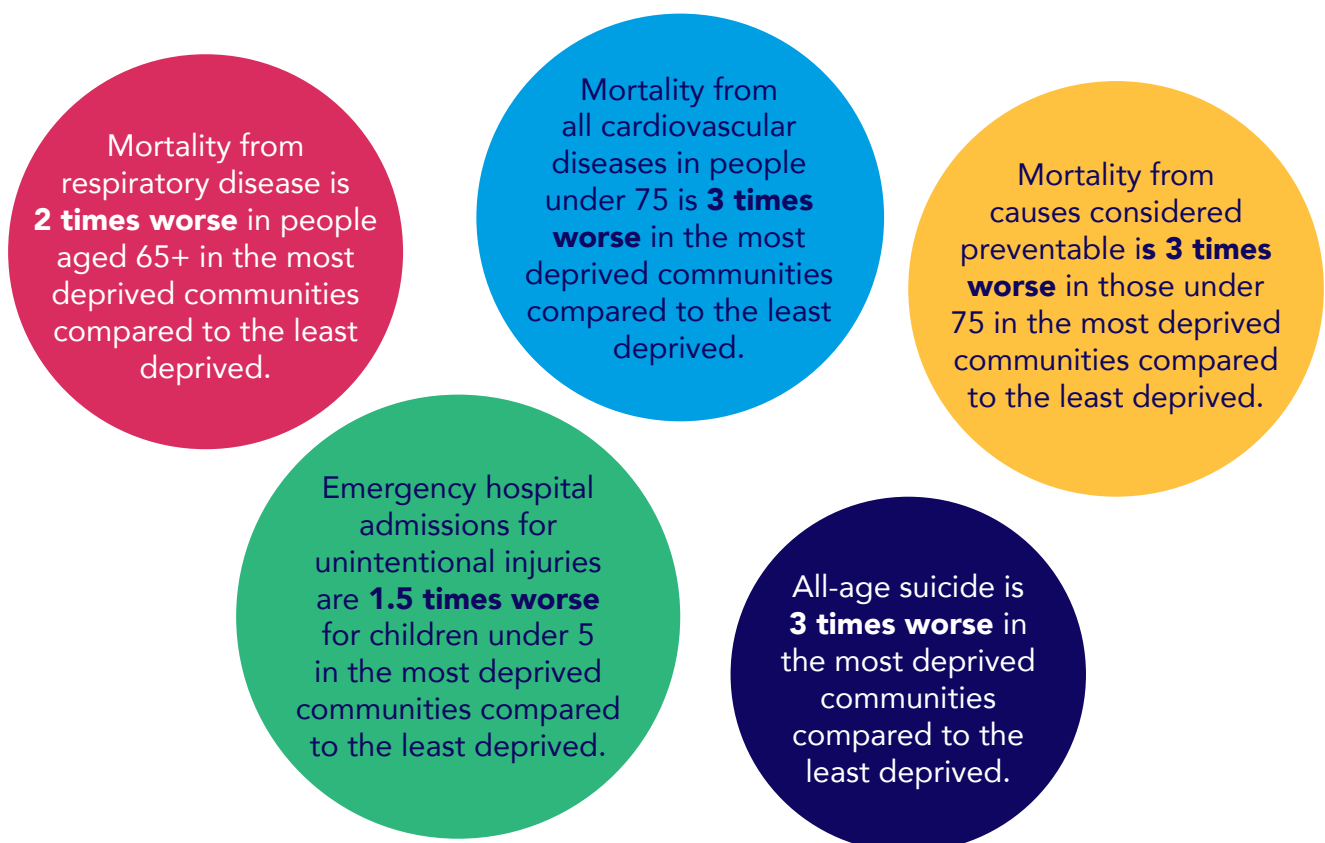 Mortality from
respiratory disease is
2 times worse in people
aged 65+ in the most
deprived communities
compared to the least
deprived.
Mortality from
all cardiovascular
diseases in people
under 75 is 3 times
worse in the most
deprived communities
compared to the least
deprived.
Mortality from
causes considered
preventable is 3 times
worse in those under
75 in the most deprived
communities compared
to the least deprived.
Emergency hospital
admissions for
unintentional injuries
are 1.5 times worse
for children under 5
in the most deprived
communities compared
to the least deprived.
All-age suicide is
3 times worse in
the most deprived
communities
compared to the
least deprived.